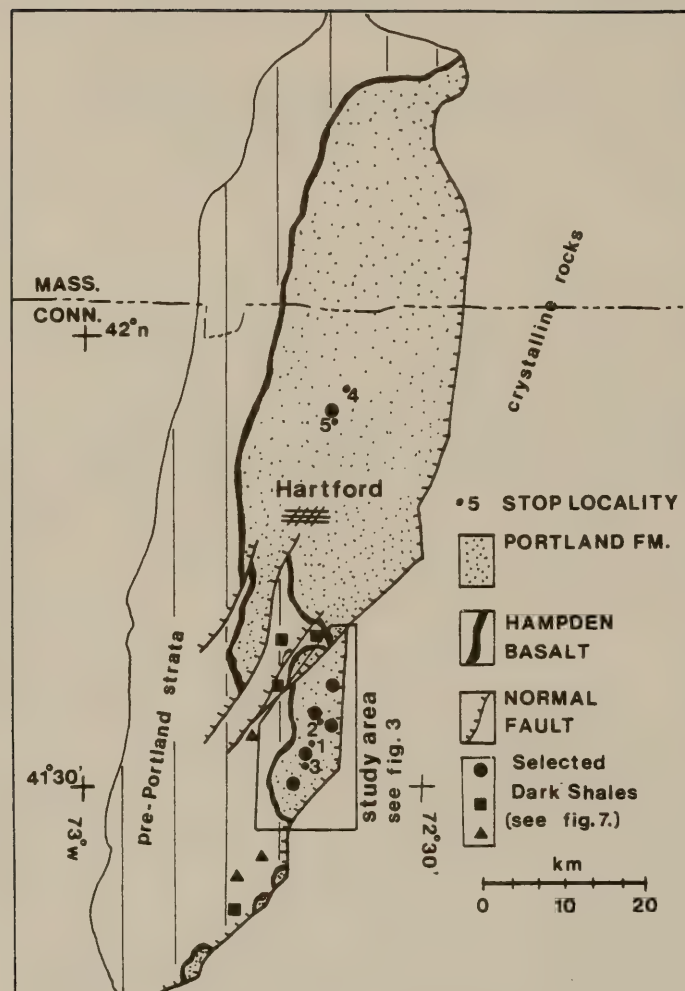 MASS.
CONN.
42°n
crystalline rocks
•4
5•
Hartford
•5 STOP LOCALITY
PORTLAND FM.
HAMPDEN
BASALT
NORMAL
FAULT
Selected
Dark Shales
(see fig.7.)
km
0 10 20
pre-Portland strata
2
•1
•3
study area
see fig. 3
41°30'
73°w
72°30'